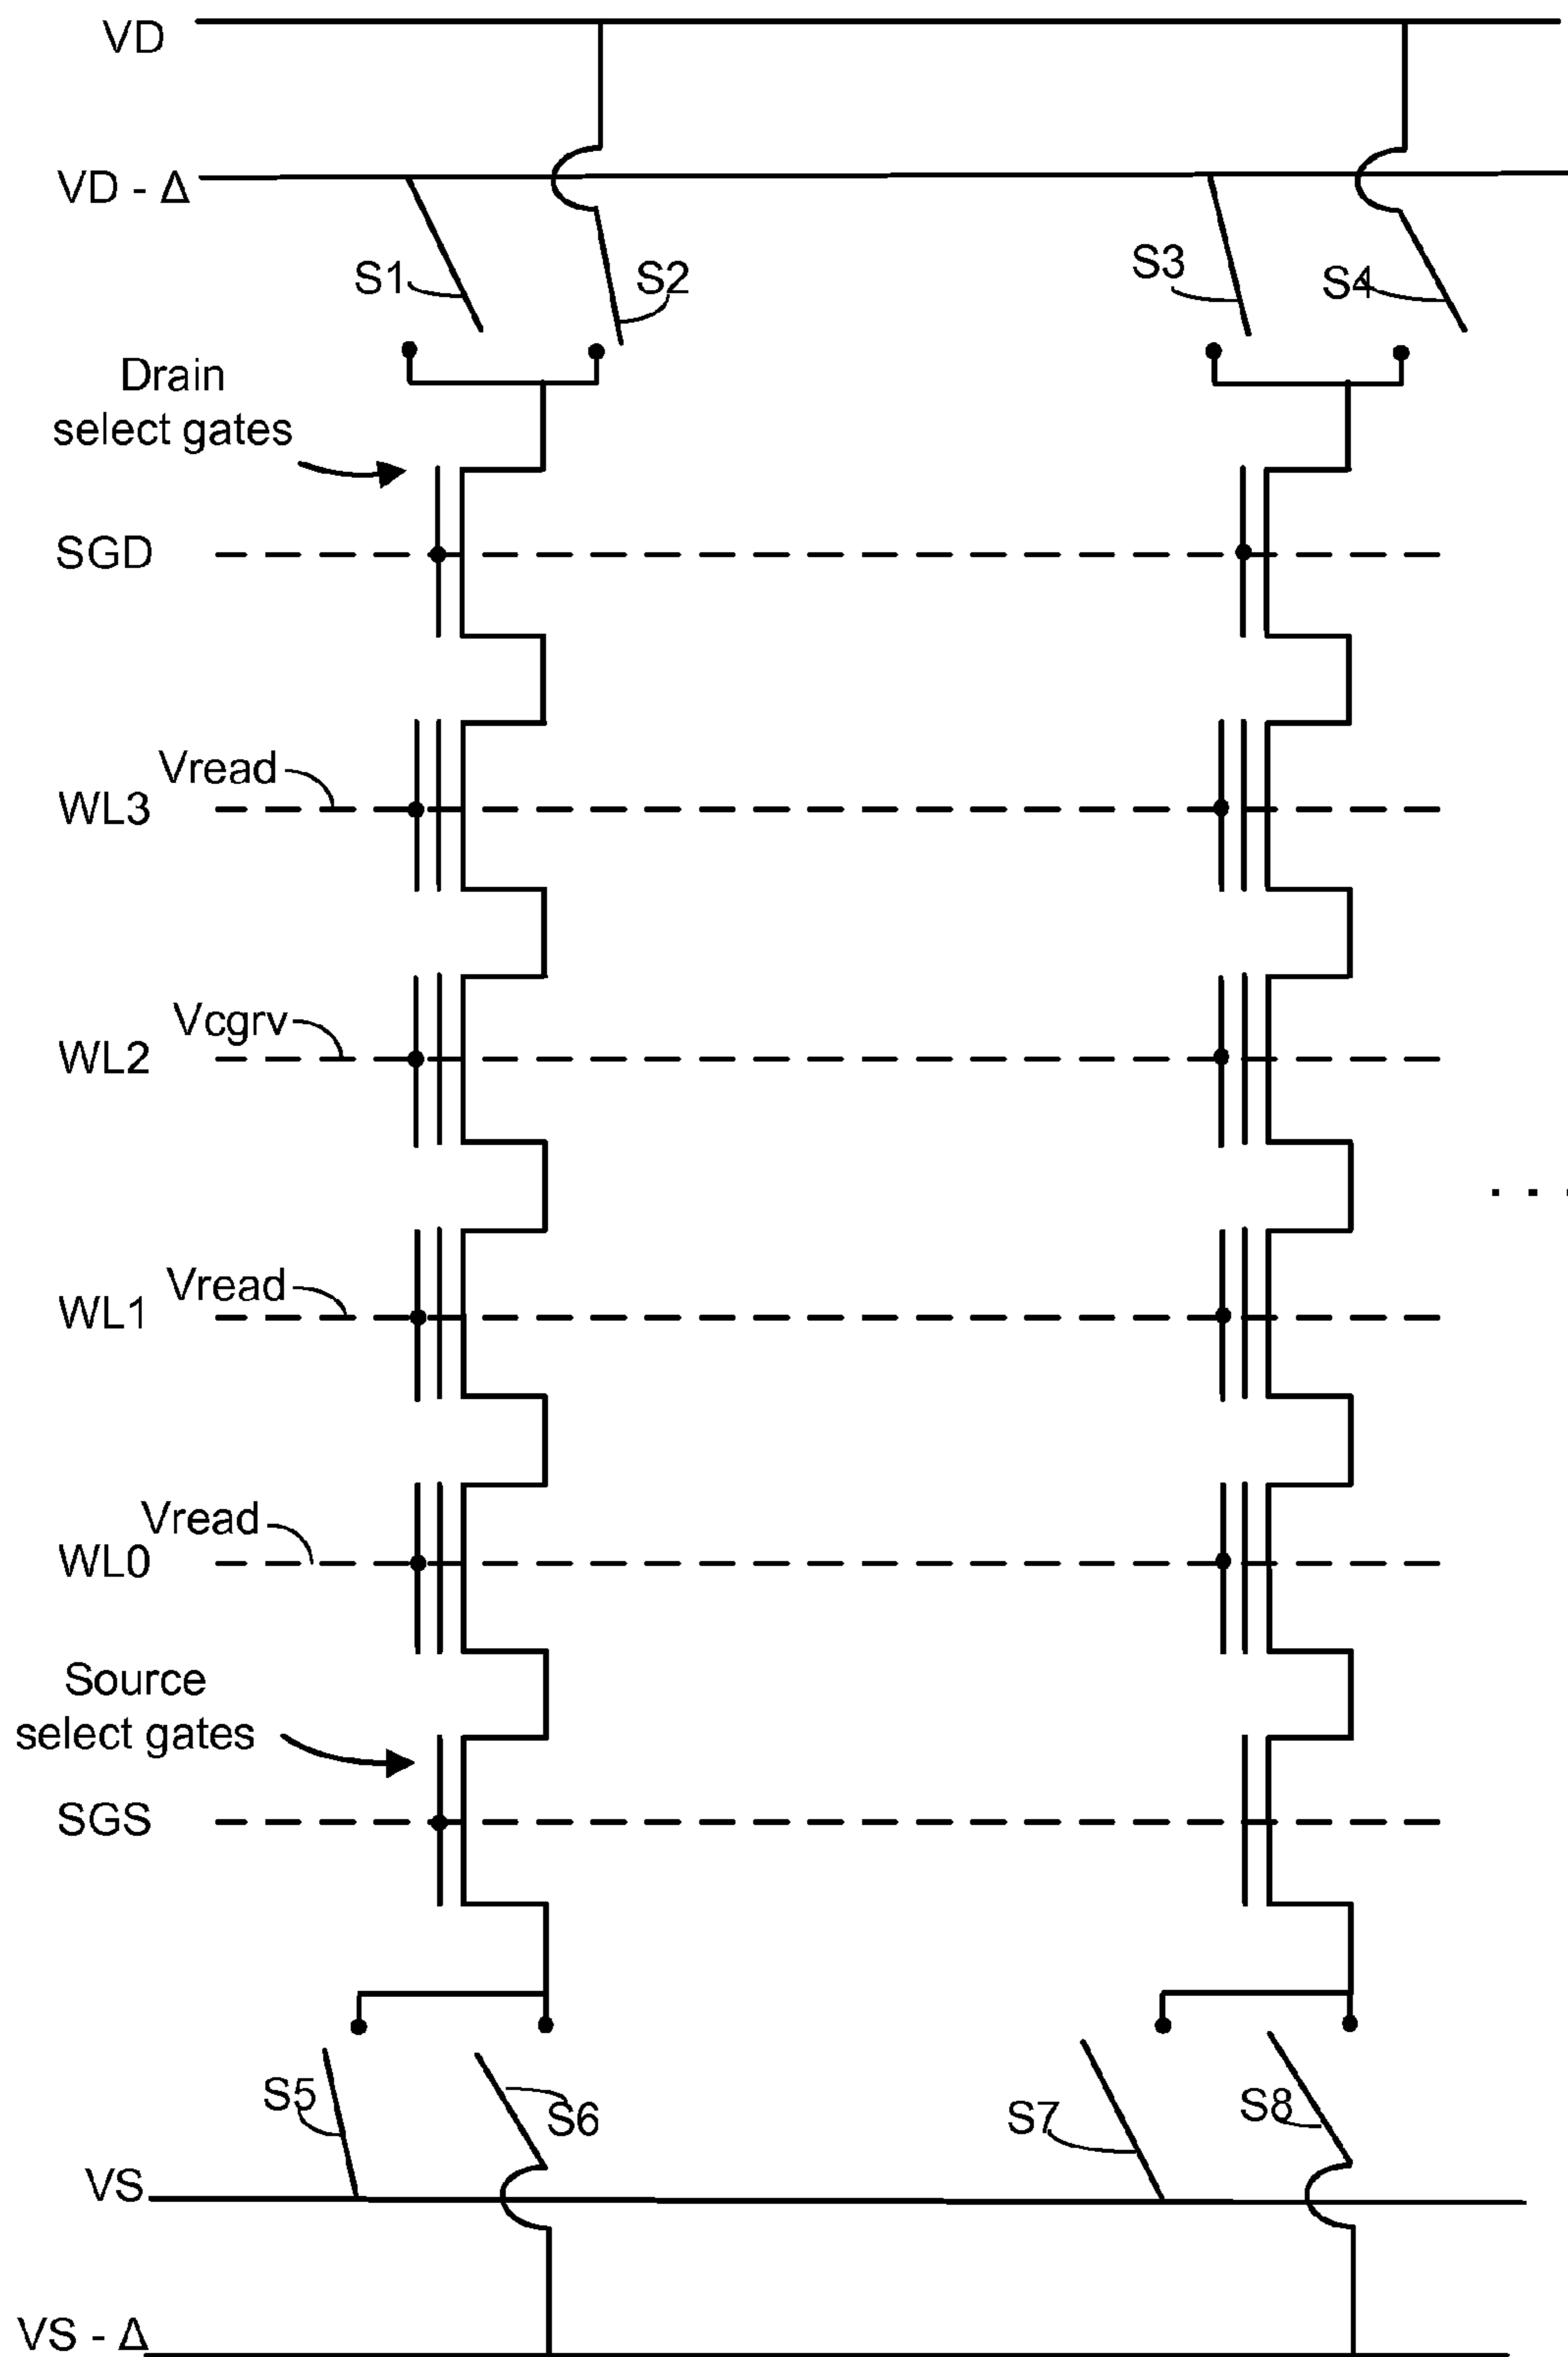 VD
VD - Δ
S1
S2
S3
S4
Drain
select gates
SGD
Vread
WL3
Vcgrv
WL2
. . .
Vread
WL1
Vread
WL0
Source
select gates
SGS
S5
S6
S7
S8
VS
VS - Δ